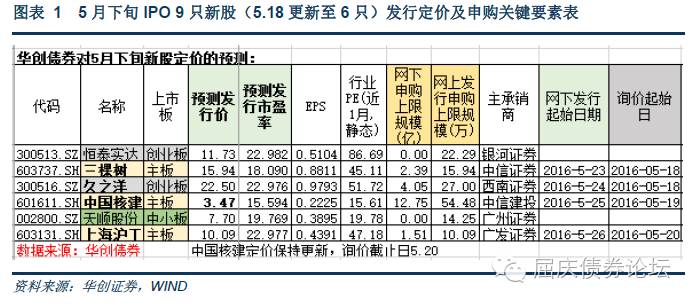 图表 1 5月下旬 IPO 9 只新股（5.18 更新至 6 只）发行定价及申购关键要素表
华创债券对5月下旬新股定价的预测：
代码 名称 上市板 预测发行价 预测发行市盈率 EPS 行业PE(近1月,静态) 网下申购上限规模(亿) 网上发行申购上限规模(万) 主承销商 网下发行起始日期 询价起始日
300513.SZ 恒泰实达 创业板 11.73 22.982 0.5104 86.69 0.00 22.29 银河证券
603737.SH 三棵树 主板 15.94 18.090 0.8811 45.11 2.39 15.94 中信证券 2016-5-23 2016-05-18
300516.SZ 久之洋 创业板 22.50 22.976 0.9793 51.72 4.05 27.00 西南证券 2016-5-24 2016-05-18
601611.SH 中国核建 主板 3.47 15.594 0.2225 15.61 12.75 54.48 中信建投 2016-5-25 2016-05-19
002800.SZ 天顺股份 中小板 7.70 19.769 0.3895 19.78 0.00 14.25 广州证券
603131.SH 上海沪工 主板 10.09 22.977 0.4391 47.18 1.51 10.09 广发证券 2016-5-26 2016-05-20
数据来源：华创债券 中国核建定价保持更新，询价截止日5.20
资料来源：华创证券，WIND
屈庆债券论坛